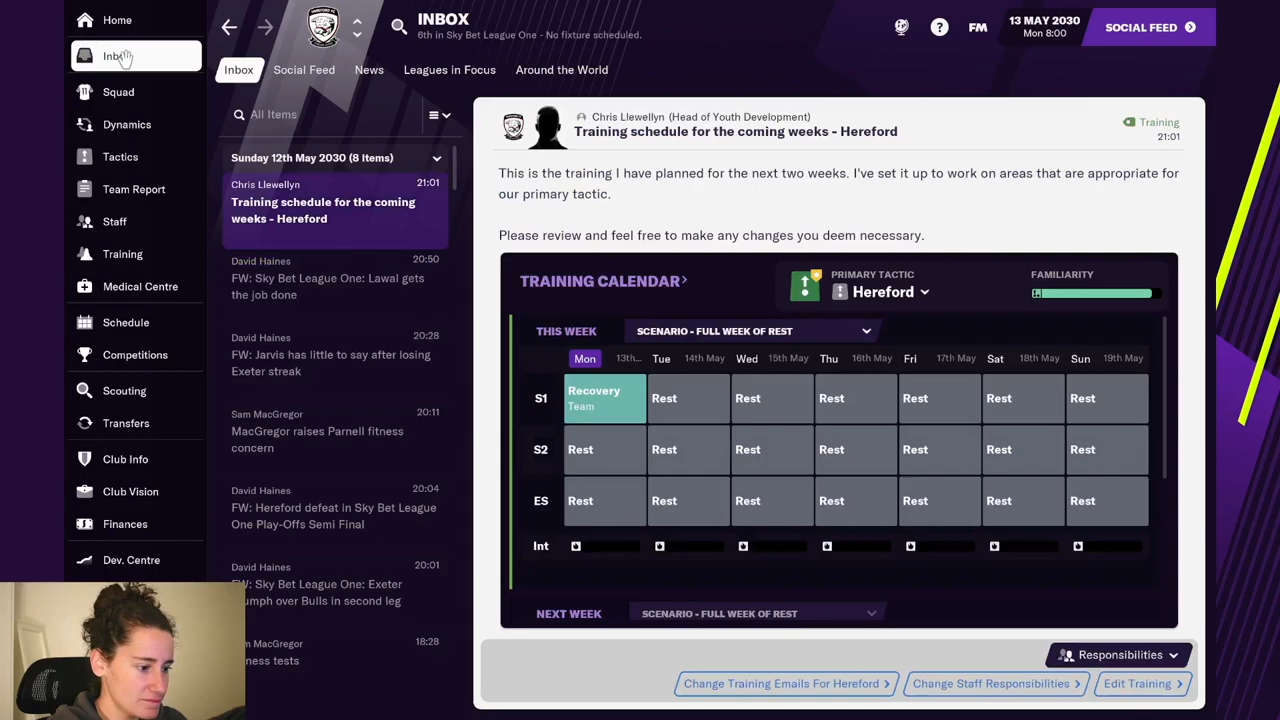 Home
Inb
Squad
Dynamics
Tactics
Team Report
Staff
Training
Medical Centre
Schedule
Competitions
Scouting
Transfers
Club Info
Club Vision
Finances
Dev. Centre
INBOX
6th in Sky Bet League One - No fixture scheduled.
FM
13 MAY 2030
Mon 8:00
SOCIAL FEED
Inbox
Social Feed
News
Leagues in Focus
Around the World
All Items
Sunday 12th May 2030 (8 Items)
Chris Llewellyn 21:01
Training schedule for the coming
weeks - Hereford
David Haines 20:50
FW: Sky Bet League One: Lawal gets
the job done
David Haines 20:28
FW: Jarvis has little to say after losing
Exeter streak
Sam MacGregor 20:11
MacGregor raises Parnell fitness
concern
David Haines 20:04
FW: Hereford defeat in Sky Bet League
One Play-Offs Semi Final
David Haines 20:01
FW: Sky Bet League One: Exeter
umph over Bulls in second leg
m MacGregor 18:28
ness tests
Chris Llewellyn (Head of Youth Development)
Training schedule for the coming weeks - Hereford
Training
21:01
This is the training I have planned for the next two weeks. I've set it up to work on areas that are appropriate for
our primary tactic.
Please review and feel free to make any changes you deem necessary.
TRAINING CALENDAR
PRIMARY TACTIC
Hereford
FAMILIARITY
THIS WEEK SCENARIO - FULL WEEK OF REST
Mon 13th... Tue 14th May Wed 15th May Thu 16th May Fri 17th May Sat 18th May Sun 19th May
S1 Recovery Rest Rest Rest Rest Rest Rest
Team
S2 Rest Rest Rest Rest Rest Rest Rest
ES Rest Rest Rest Rest Rest Rest Rest
Int
NEXT WEEK SCENARIO - FULL WEEK OF REST
Responsibilities
Change Training Emails For Hereford
Change Staff Responsibilities
Edit Training